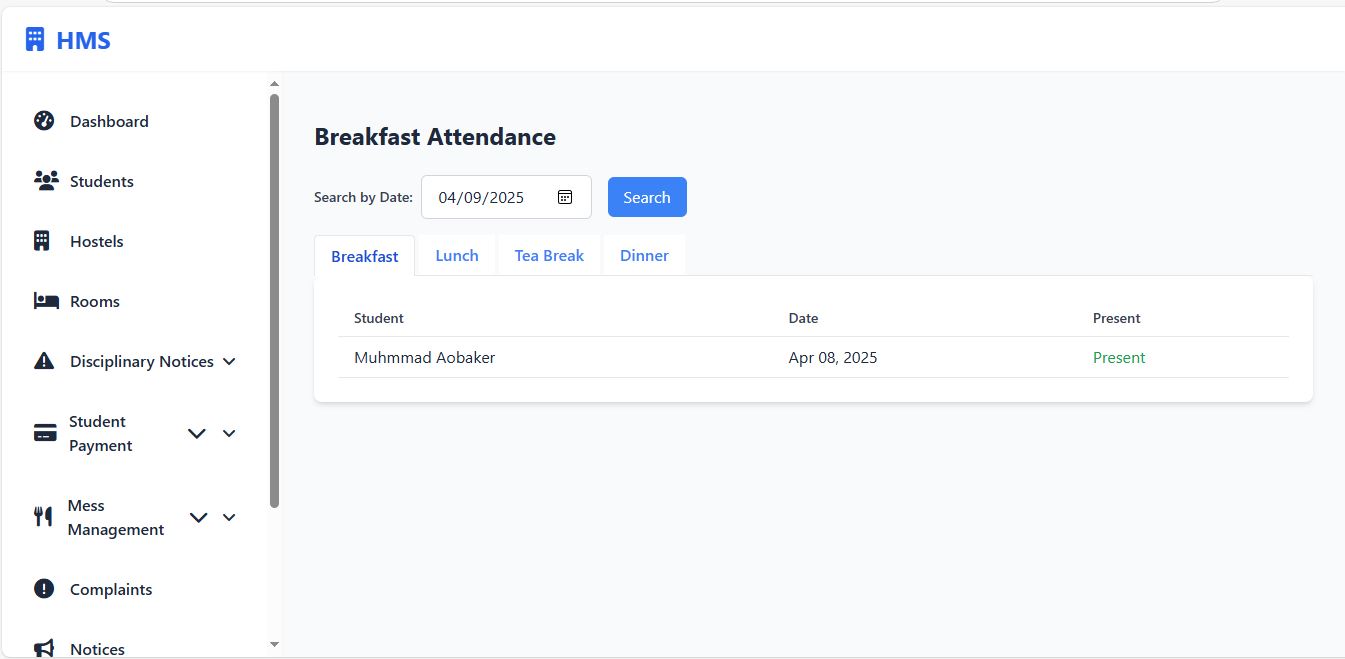 HMS
Dashboard
Students
Hostels
Rooms
Disciplinary Notices
Student
Payment
Mess
Management
Complaints
Notices
Breakfast Attendance
Search by Date: 04/09/2025 Search
Breakfast Lunch Tea Break Dinner
Student Date Present
Muhmmad Aobaker Apr 08, 2025 Present